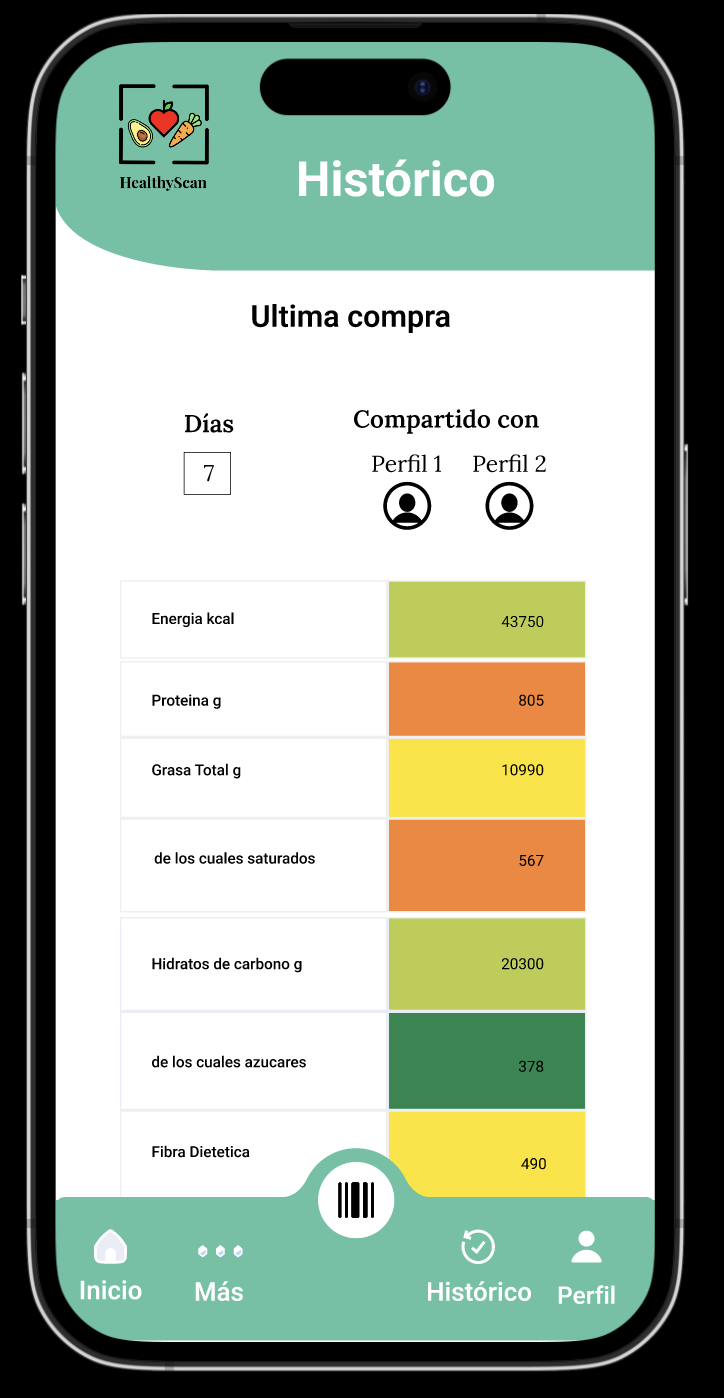 HealthyScan
Histórico
Ultima compra
Días
Compartido con
7
Perfil 1
Perfil 2
Energia kcal
43750
Proteina g
805
Grasa Total g
10990
de los cuales saturados
567
Hidratos de carbono g
20300
de los cuales azucares
378
Fibra Dietetica
490
Inicio
Más
Histórico
Perfil